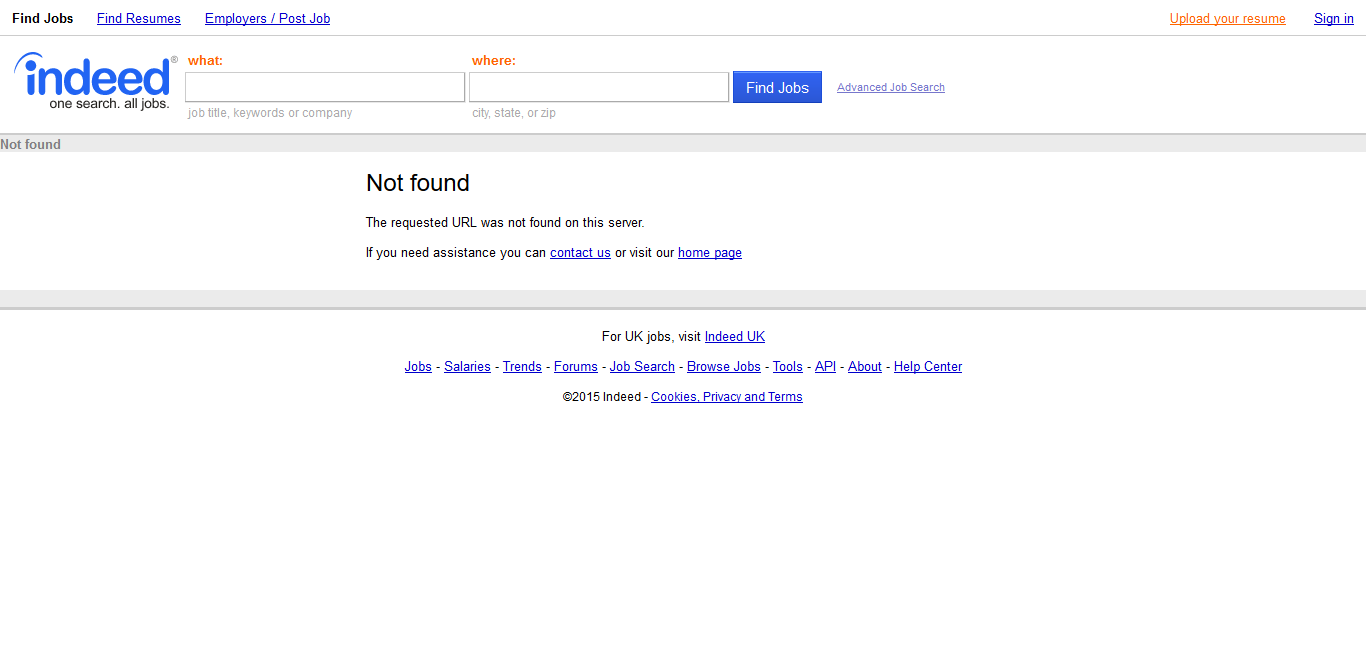 Find Jobs Find Resumes Employers / Post Job Upload your resume Sign in
indeed®
one search. all jobs.
what: where:
Find Jobs Advanced Job Search
job title, keywords or company city, state, or zip
Not found
Not found
The requested URL was not found on this server.
If you need assistance you can contact us or visit our home page
For UK jobs, visit Indeed UK
Jobs - Salaries - Trends - Forums - Job Search - Browse Jobs - Tools - API - About - Help Center
©2015 Indeed - Cookies, Privacy and Terms